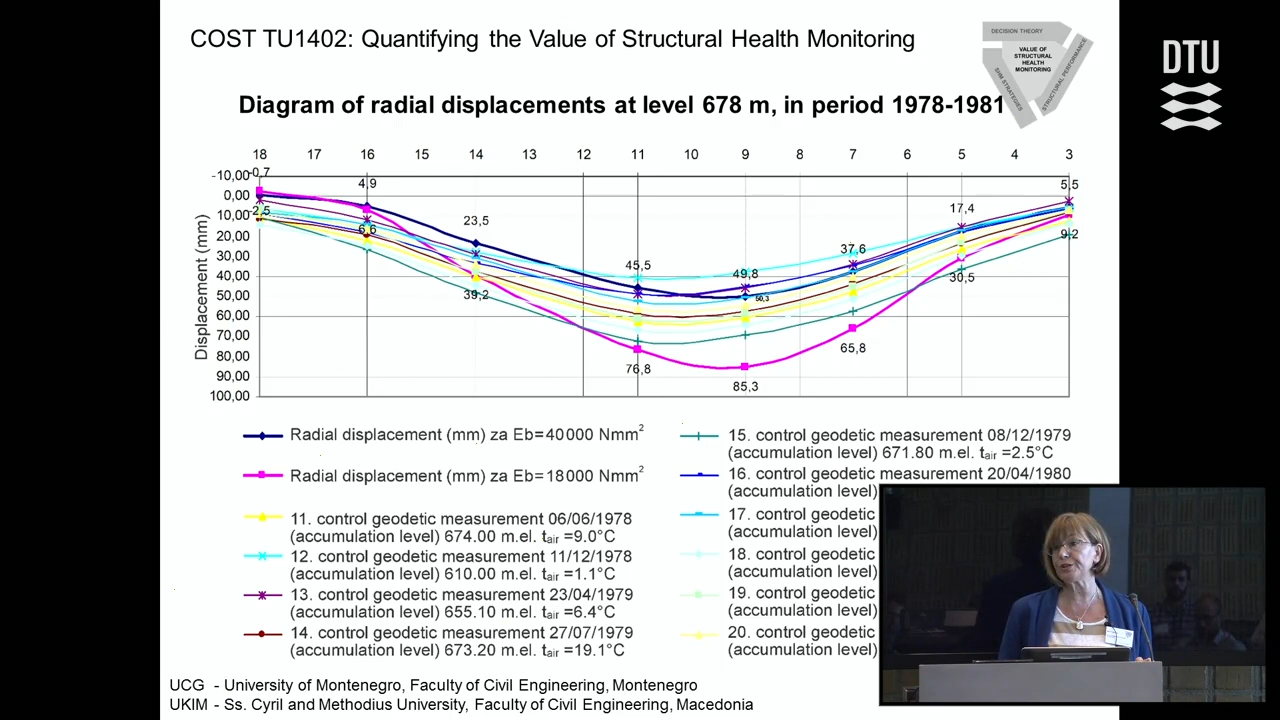 COST TU1402: Quantifying the Value of Structural Health Monitoring
DECISION THEORY
VALUE OF
STRUCTURAL
HEALTH
MONITORING
SHM STRATEGIES
STRUCTURAL PERFORMANCE
DTU
Diagram of radial displacements at level 678 m, in period 1978-1981
18 17 16 15 14 13 12 11 10 9 8 7 6 5 4 3
Displacement (mm)
-10,00
0,00
10,00
20,00
30,00
40,00
50,00
60,00
70,00
80,00
90,00
100,00
-0,7
4,9
23,5
45,5
49,8
37,6
17,4
5,5
-2,5
6,6
39,2
76,8
85,3
50,3
65,8
30,5
9,2
Radial displacement (mm) za Eb=40000 Nmm2
Radial displacement (mm) za Eb=18000 Nmm2
11. control geodetic measurement 06/06/1978
(accumulation level) 674.00 m.el. tair =9.0°C
12. control geodetic measurement 11/12/1978
(accumulation level) 610.00 m.el. tair =1.1°C
13. control geodetic measurement 23/04/1979
(accumulation level) 655.10 m.el. tair =6.4°C
14. control geodetic measurement 27/07/1979
(accumulation level) 673.20 m.el. tair =19.1°C
15. control geodetic measurement 08/12/1979
(accumulation level) 671.80 m.el. tair =2.5°C
16. control geodetic measurement 20/04/1980
(accumulation level)
17. control geodetic
(accumulation level)
18. control geodetic
(accumulation level)
19. control geodetic
(accumulation level)
20. control geodetic
(accumulation level)
UCG - University of Montenegro, Faculty of Civil Engineering, Montenegro
UKIM - Ss. Cyril and Methodius University, Faculty of Civil Engineering, Macedonia